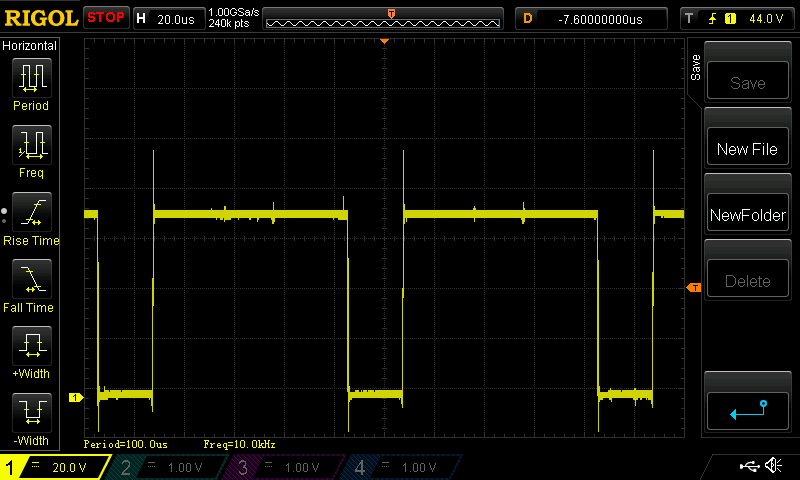 RIGOL STOP H 20.0us 1.00GSa/s 240k pts T D -7.60000000us T 1 44.0 V
Horizontal
Period
Freq
Rise Time
Fall Time
+Width
-Width
Save
Save
New File
NewFolder
Delete
T
1
Period=100.0us Freq=10.0kHz
1 20.0 V 2 1.00 V 3 1.00 V 4 1.00 V